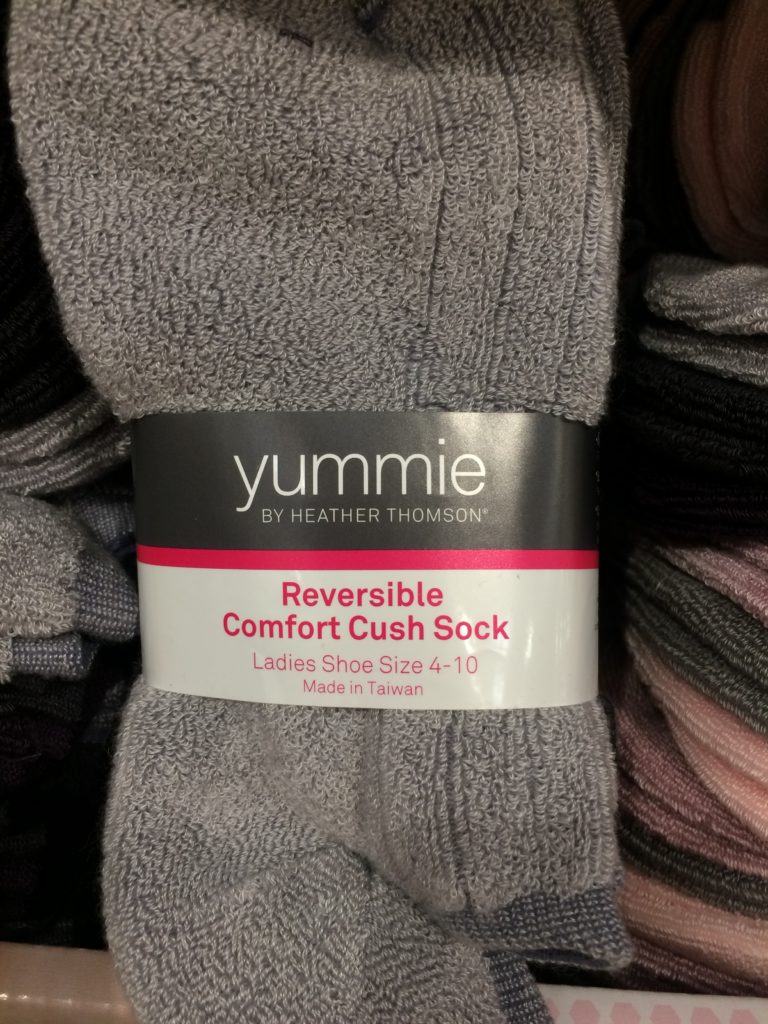 yummie
BY HEATHER THOMSON®
Reversible
Comfort Cush Sock
Ladies Shoe Size 4-10
Made in Taiwan